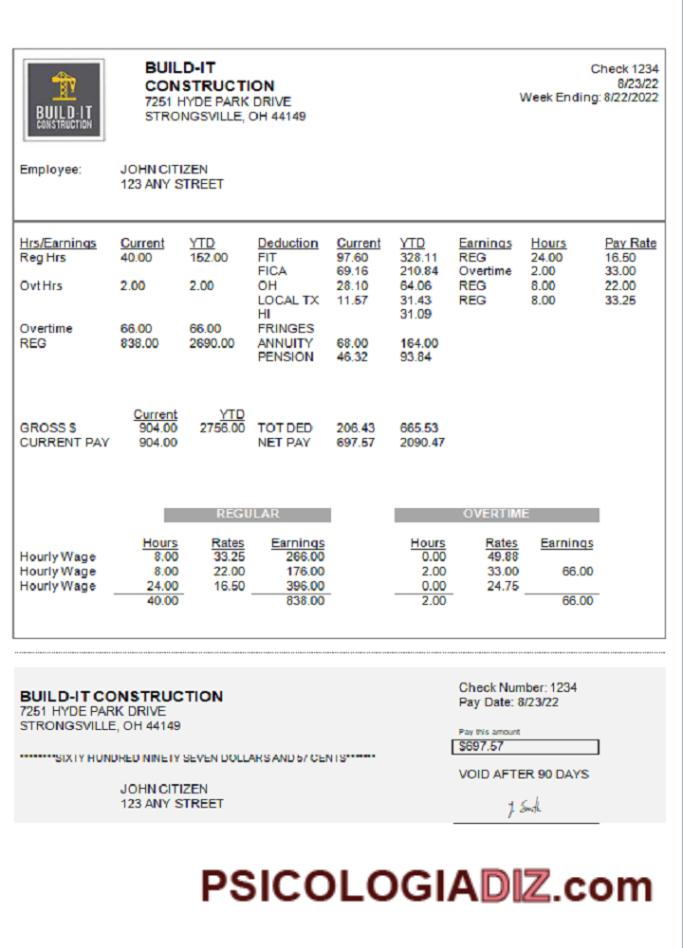 BUILD-IT
CONSTRUCTION
7251 HYDE PARK DRIVE
STRONGSVILLE, OH 44149
Check 1234
8/23/22
Week Ending: 8/22/2022
BUILD-IT
CONSTRUCTION
Employee: JOHN CITIZEN
123 ANY STREET
Hrs/Earnings Current YTD Deduction Current YTD Earnings Hours Pay Rate
Reg Hrs 40.00 152.00 FIT 97.60 328.11 REG 24.00 16.50
FICA 69.16 210.84 Overtime 2.00 33.00
Ovt Hrs 2.00 2.00 OH 28.10 64.06 REG 8.00 22.00
LOCAL TX 11.57 31.43 REG 8.00 33.25
HI 31.09
Overtime 66.00 66.00 FRINGES
REG 838.00 2690.00 ANNUITY 68.00 164.00
PENSION 46.32 93.84
Current YTD
GROSS $ 904.00 2756.00 TOT DED 206.43 665.53
CURRENT PAY 904.00 NET PAY 697.57 2090.47
REGULAR OVERTIME
Hours Rates Earnings Hours Rates Earnings
Hourly Wage 8.00 33.25 266.00 0.00 49.88
Hourly Wage 8.00 22.00 176.00 2.00 33.00 66.00
Hourly Wage 24.00 16.50 396.00 0.00 24.75
40.00 838.00 2.00 66.00
BUILD-IT CONSTRUCTION
7251 HYDE PARK DRIVE
STRONGSVILLE, OH 44149
Check Number: 1234
Pay Date: 8/23/22
Pay this amount
$697.57
********SIXTY HUNDRED NINETY SEVEN DOLLARS AND 57 CENTS*******
VOID AFTER 90 DAYS
JOHN CITIZEN
123 ANY STREET
J. Smith
PSICOLOGIADIZ.com